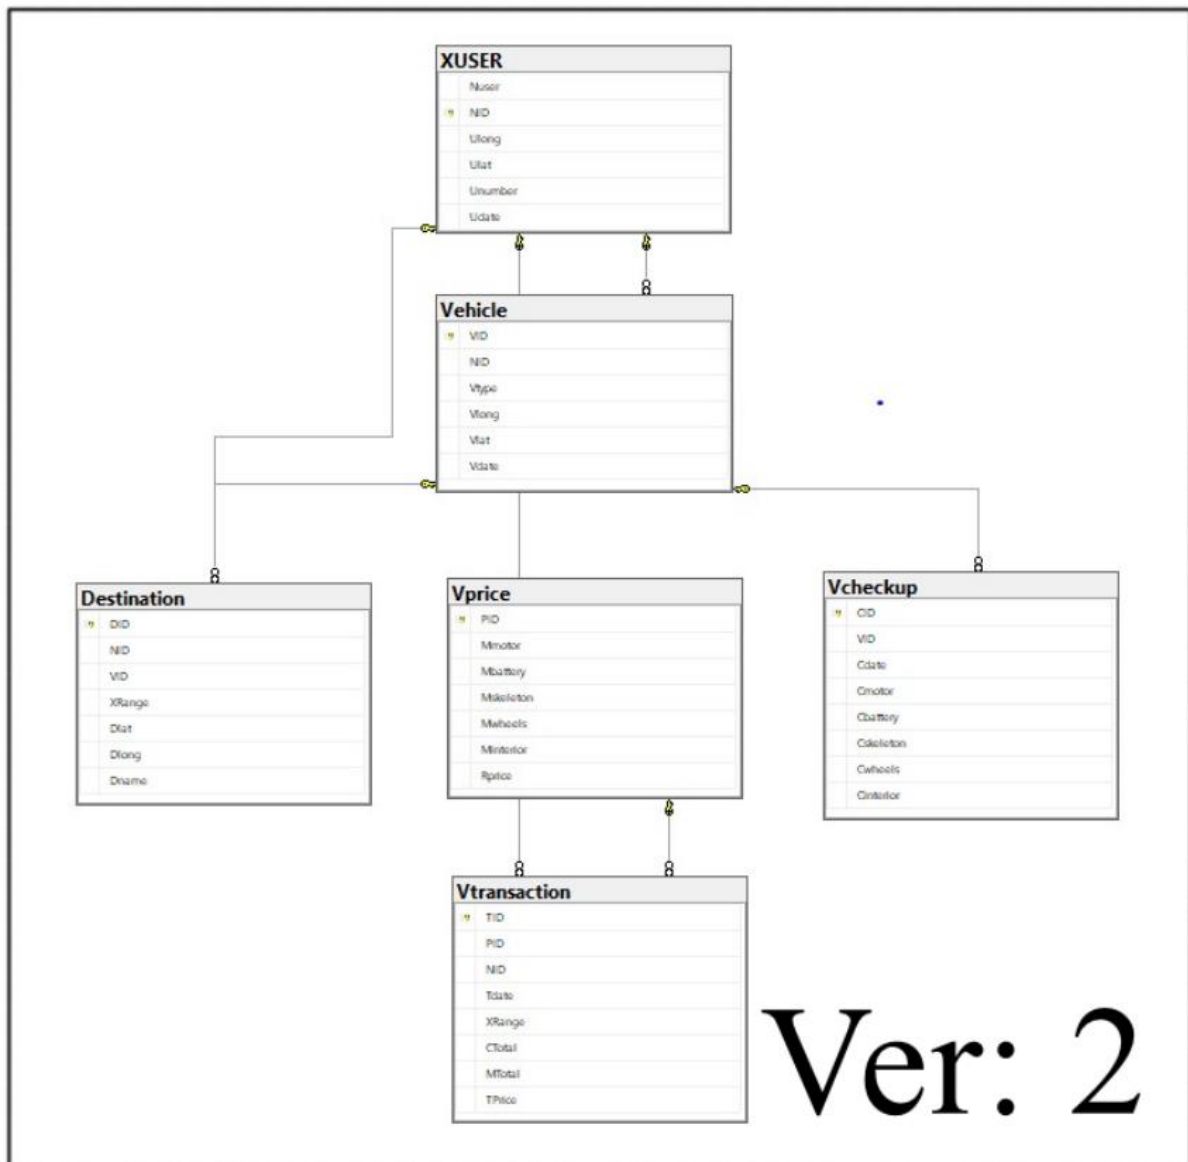 XUSER
Nuser
NID
Ulong
Ulat
Unumber
Udate
Vehicle
VID
NID
Vtype
Vlong
Vlat
Vdate
Destination
DID
NID
VID
XRange
Dlat
Dlong
Dname
Vprice
PID
Mmotor
Mbattery
Mskeleton
Mwheels
Minterior
Rprice
Vcheckup
CID
VID
Cdate
Cmotor
Cbattery
Cskeleton
Cwheels
Cinterior
Vtransaction
TID
PID
NID
Tdate
XRange
CTotal
MTotal
TPrice
Ver: 2